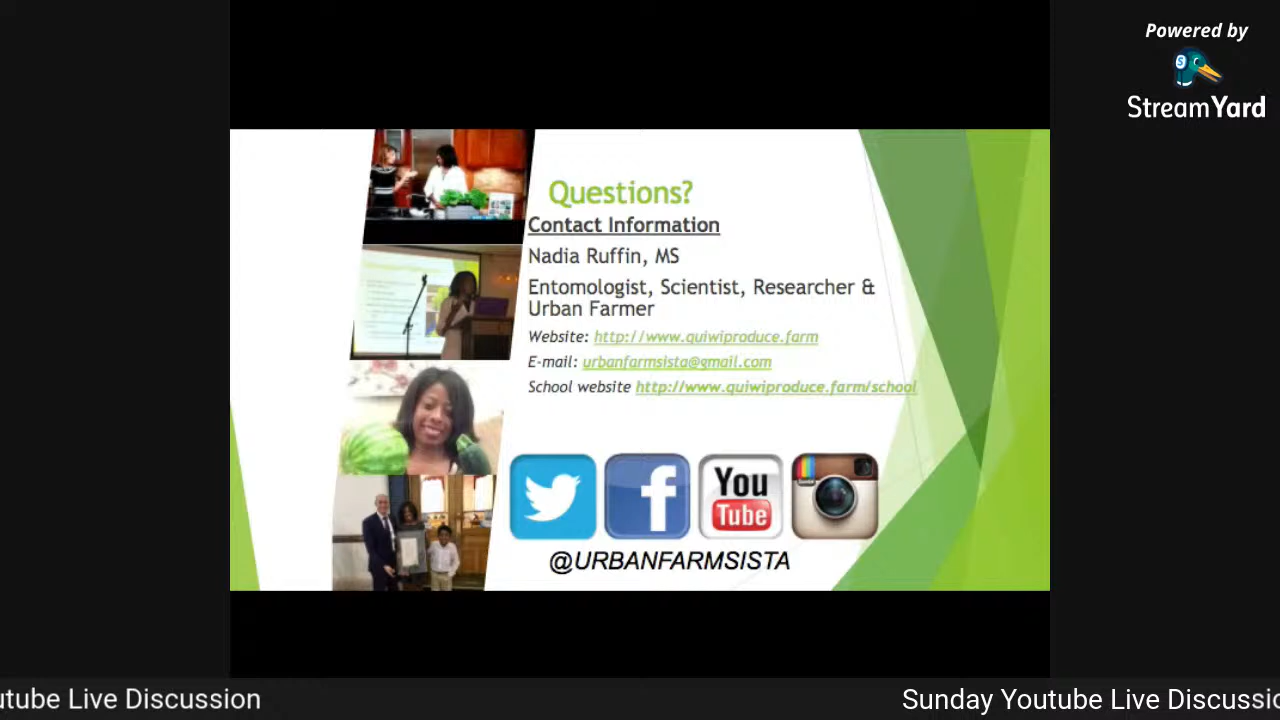 Powered by
StreamYard
Questions?
Contact Information
Nadia Ruffin, MS
Entomologist, Scientist, Researcher &
Urban Farmer
Website: http://www.quiwiproduce.farm
E-mail: urbanfarmsista@gmail.com
School website http://www.quiwiproduce.farm/school
You
Tube
@URBANFARMSISTA
utube Live Discussion
Sunday Youtube Live Discussio